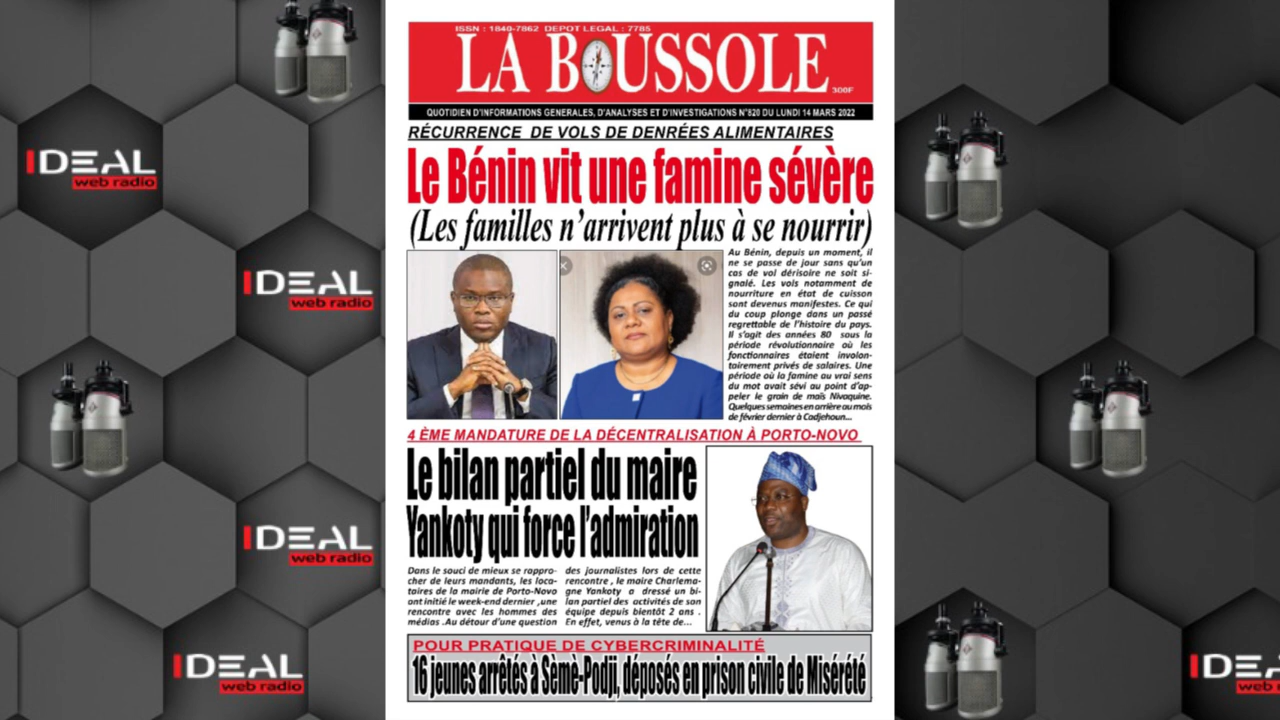 ISSN : 1840-7862 DEPOT LEGAL : 7785
LA BOUSSOLE
300F
QUOTIDIEN D'INFORMATIONS GENERALES, D'ANALYSES ET D'INVESTIGATIONS N°820 DU LUNDI 14 MARS 2022
RÉCURRENCE DE VOLS DE DENRÉES ALIMENTAIRES
Le Bénin vit une famine sévère
(Les familles n'arrivent plus à se nourrir)
Au Bénin, depuis un moment, il
ne se passe de jour sans qu'un
cas de vol dérisoire ne soit si-
gnalé. Les vols notamment de
nourriture en état de cuisson
sont devenus manifestes. Ce qui
du coup plonge dans un passé
regrettable de l'histoire du pays.
Il s'agit des années 80 sous la
période révolutionnaire où les
fonctionnaires étaient involon-
tairement privés de salaires. Une
période où la famine au vrai sens
du mot avait sévi au point d'ap-
peler le grain de maïs Nivaquine.
Quelques semaines en arrière au mois
de février dernier à Cadjehoun...
4 ÈME MANDATURE DE LA DÉCENTRALISATION À PORTO-NOVO
Le bilan partiel du maire
Yankoty qui force l'admiration
Dans le souci de mieux se rappro-
cher de leurs mandants, les loca-
taires de la mairie de Porto-Novo
ont initié le week-end dernier ,une
rencontre avec les hommes des
médias .Au détour d'une question
des journalistes lors de cette
rencontre , le maire Charlema-
gne Yankoty a dressé un bi-
lan partiel des activités de son
équipe depuis bientôt 2 ans .
En effet, venus à la tête de...
POUR PRATIQUE DE CYBERCRIMINALITÉ
16 jeunes arrêtés à Sèmè-Podji, déposés en prison civile de Misérété
IDEAL
web radio
IDEAL
web radio
IDEAL
web radio
IDEAL
web radio
IDEA
web r